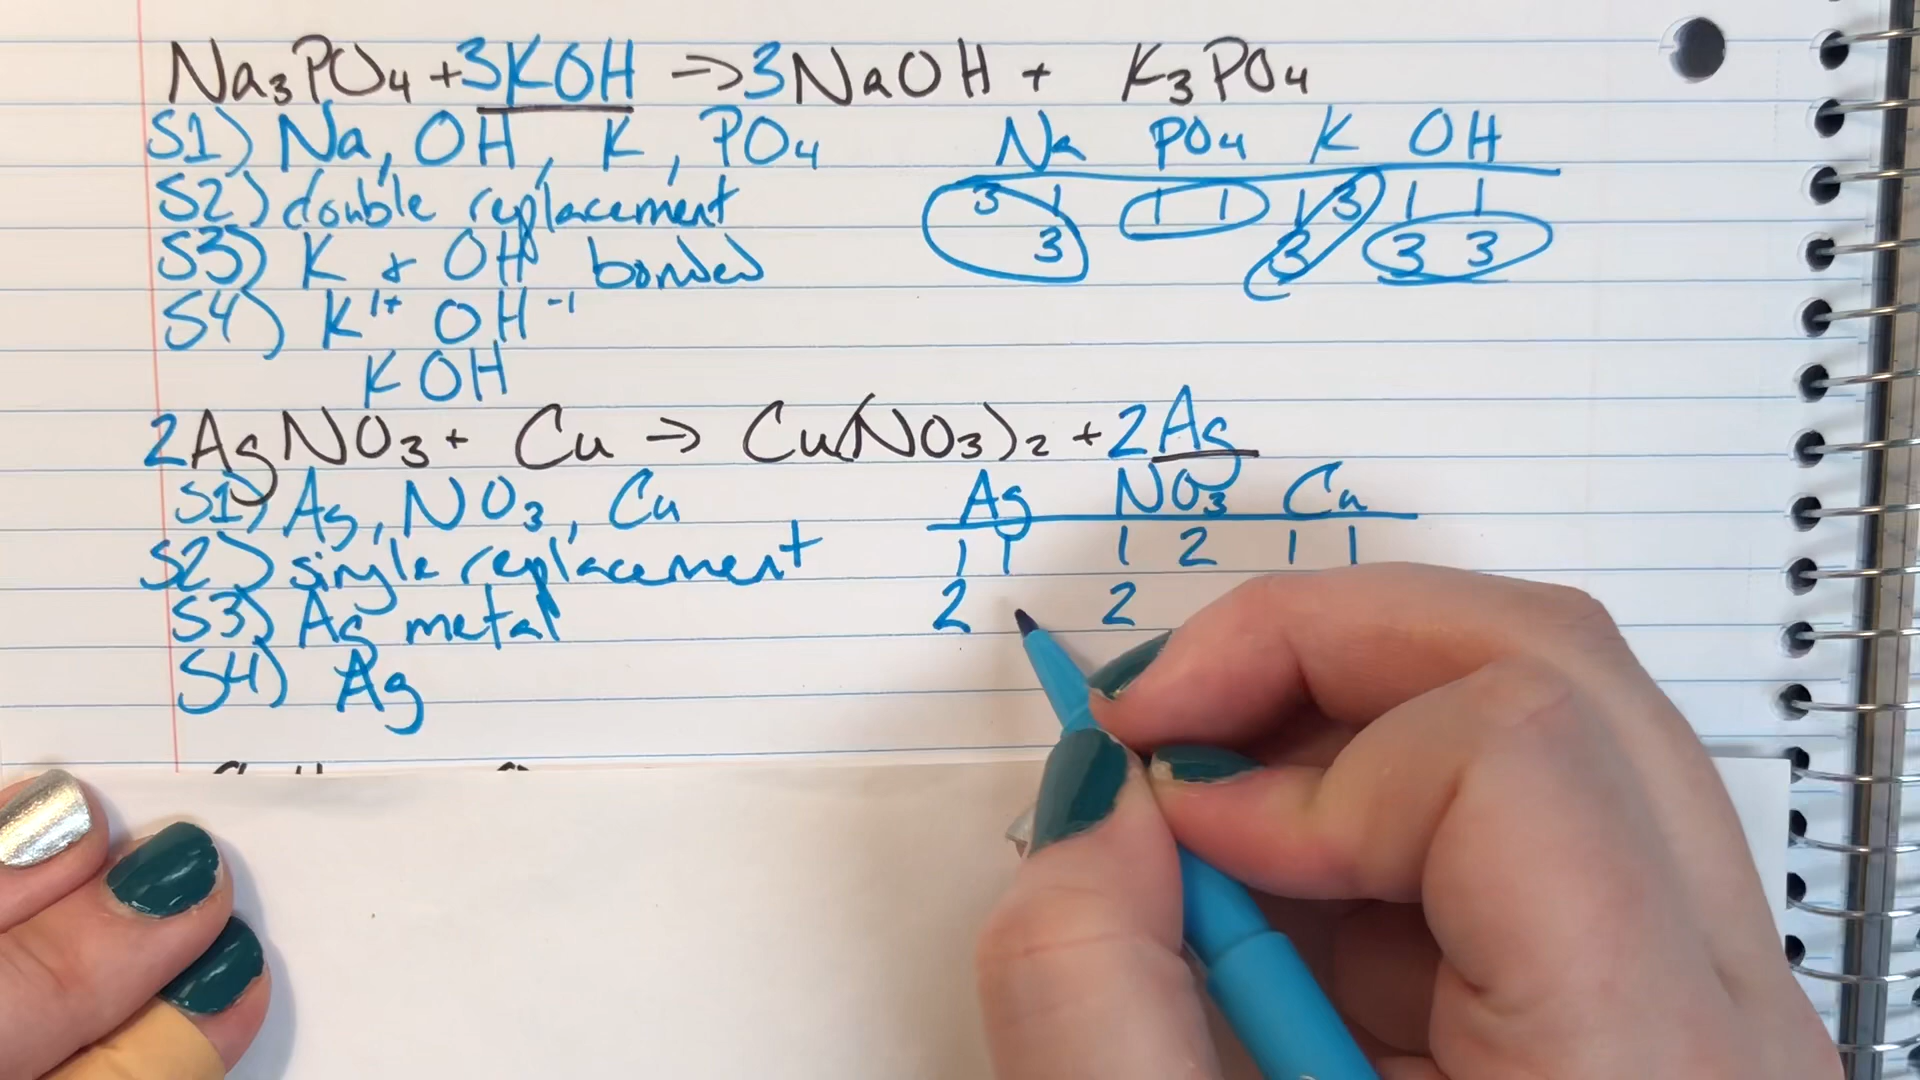 Na₃PO₄ + 3KOH → 3NaOH + K₃PO₄
S1) Na, OH, K, PO₄
Na PO₄ K OH
S2) double replacement
3 1 1 1 1 3 1 1
S3) K & OH bonded
3 3 3 3
S4) K¹⁺ OH⁻¹
KOH
2AgNO₃ + Cu → Cu(NO₃)₂ + 2Ag
S1) Ag, NO₃, Cu
Ag NO₃ Cu
S2) single replacement
1 1 1 2 1 1
S3) Ag metal
2 2
S4) Ag